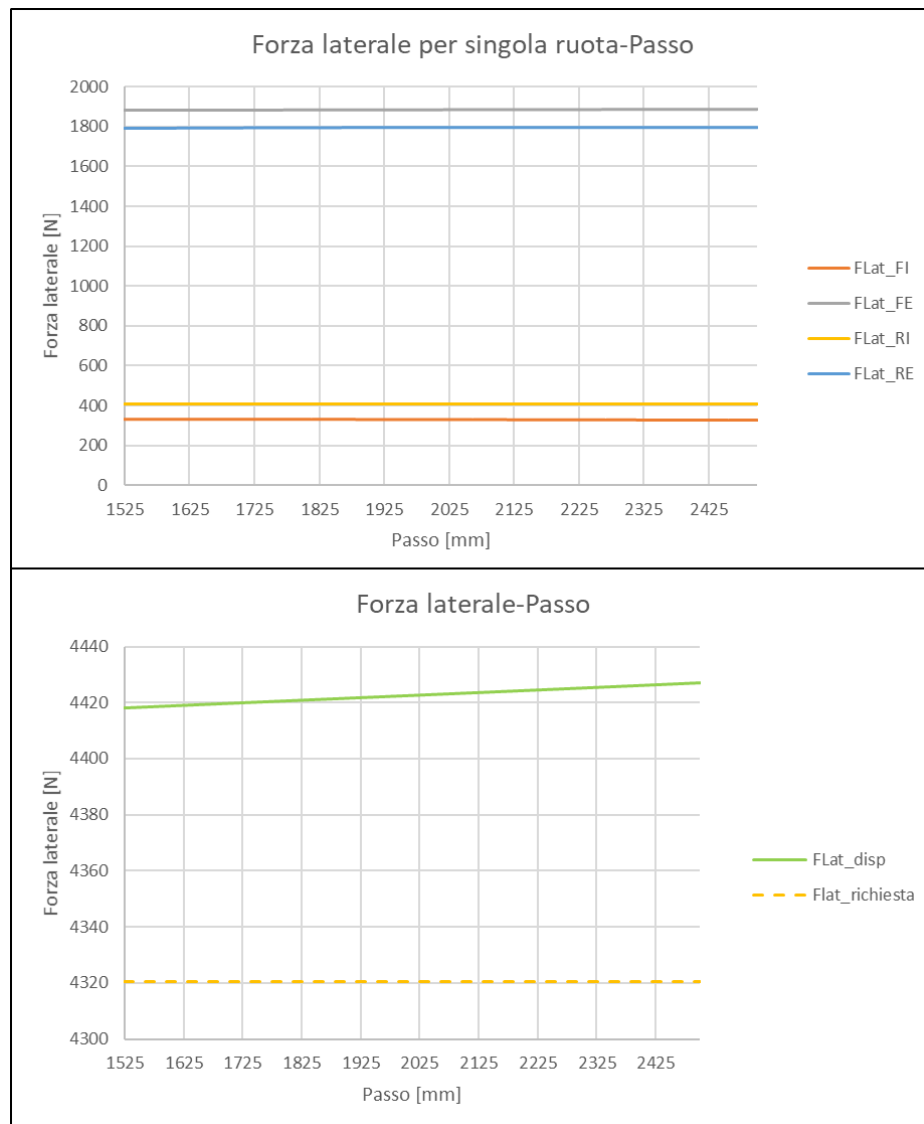 Forza laterale per singola ruota-Passo
2000
1800
1600
1400
1200
1000
800
600
400
200
0
Forza laterale [N]
1525 1625 1725 1825 1925 2025 2125 2225 2325 2425
Passo [mm]
FLat_FI
FLat_FE
FLat_RI
FLat_RE
Forza laterale-Passo
4440
4420
4400
4380
4360
4340
4320
4300
Forza laterale [N]
1525 1625 1725 1825 1925 2025 2125 2225 2325 2425
Passo [mm]
FLat_disp
Flat_richiesta